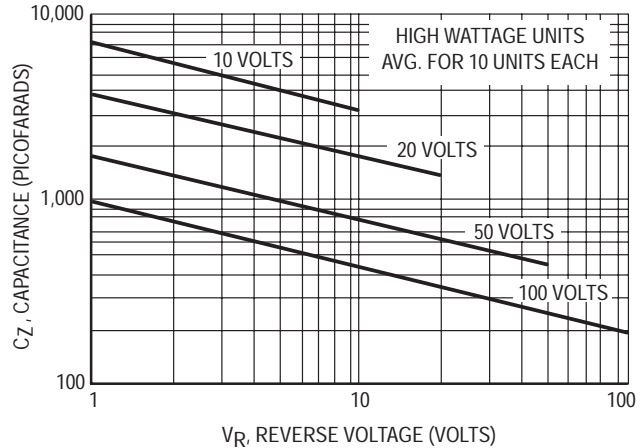 10,000
1,000
100
CZ, CAPACITANCE (PICOFARADS)
HIGH WATTAGE UNITS
AVG. FOR 10 UNITS EACH
10 VOLTS
20 VOLTS
50 VOLTS
100 VOLTS
1
10
100
VR, REVERSE VOLTAGE (VOLTS)